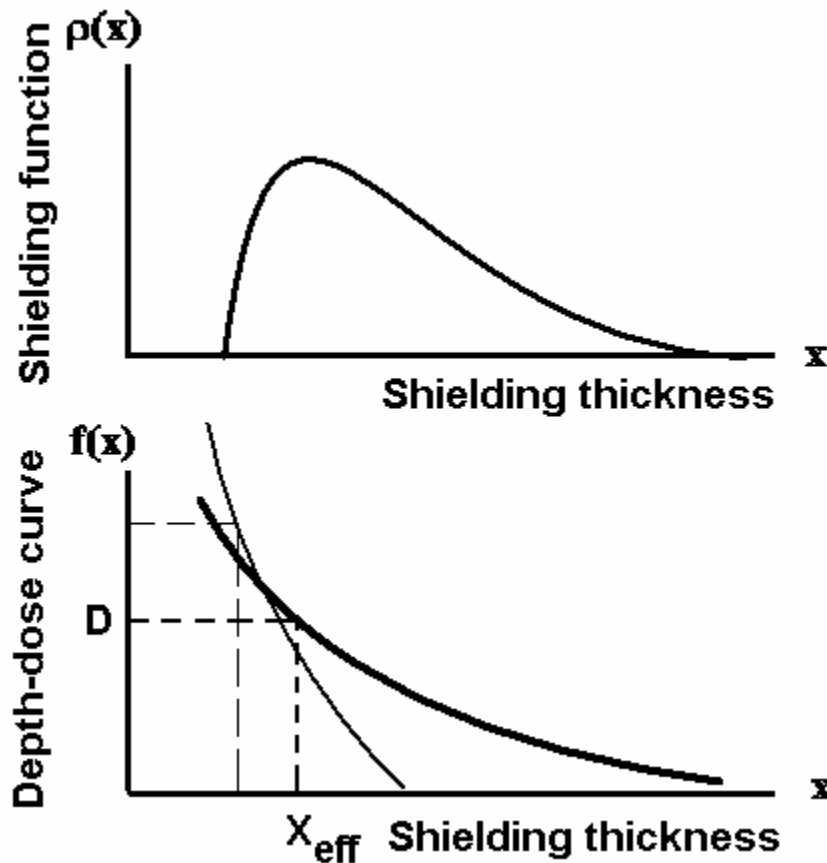 ρ(x)
Shielding function
x
Shielding thickness
f(x)
Depth-dose curve
D
x
Xeff Shielding thickness